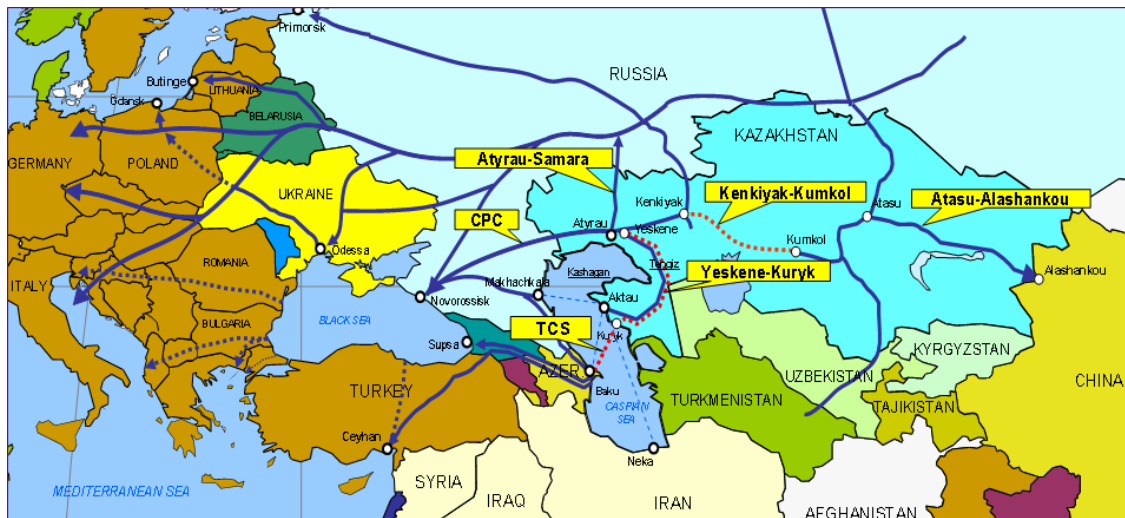 Primorsk
RUSSIA
Butinge
LITHUANIA
Gdansk
BELARUSIA
KAZAKHSTAN
GERMANY
POLAND
Atyrau-Samara
UKRAINE
Kenkiyak
Kenkiyak-Kumkol
Atasu
Atasu-Alashankou
CPC
Atyrau
Yeskene
Kumkol
Odessa
ROMANIA
Kashagan
Tengiz
Yeskene-Kuryk
Alashankou
ITALY
Makhachkala
Novorossisk
Aktau
BULGARIA
BLACK SEA
Supsa
TCS
Kuryk
KYRGYZSTAN
AZER
UZBEKISTAN
CHINA
TURKEY
Baku
CASPIAN
SEA
TURKMENISTAN
TAJIKISTAN
Ceyhan
Neka
SYRIA
MEDITERRANEAN SEA
IRAQ
IRAN
AFGHANISTAN